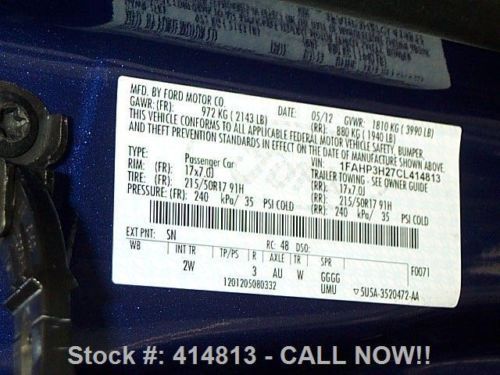 MFD. BY FORD MOTOR CO.
DATE: 05/12 GVWR: 1810 KG ( 3990 LB)
GAWR: (FR): 972 KG ( 2143 LB) (RR): 880 KG ( 1940 LB)
THIS VEHICLE CONFORMS TO ALL APPLICABLE FEDERAL MOTOR VEHICLE SAFETY, BUMPER,
AND THEFT PREVENTION STANDARDS IN EFFECT ON THE DATE OF MANUFACTURE SHOWN ABOVE.
VIN: 1FAHP3H27CL414813
TYPE: Passenger Car TRAILER TOWING - SEE OWNER GUIDE
RIM: (FR) 17x7.0J (RR) 17x7.0J
TIRE: (FR) 215/50R17 91H (RR) 215/50R17 91H
PRESSURE: (FR) 240 kPa/ 35 PSI COLD (RR) 240 kPa/ 35 PSI COLD
EXT PNT: SN RC: 48 DSO: F0071
WB INT TR TP/PS R AXLE TR SPR
2W 3 AU W GGGG
1201205080332 UMU ▽5U5A-3520472-AA
Stock #: 414813 - CALL NOW!!